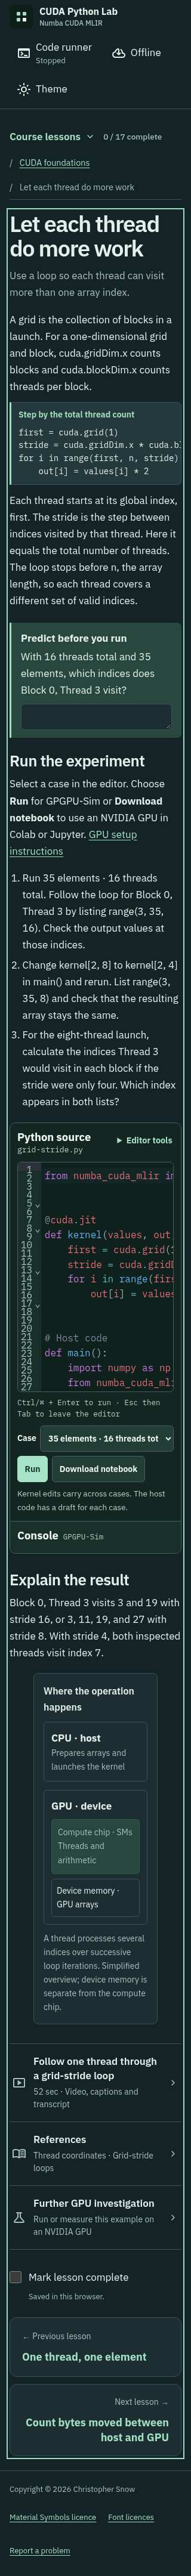 CUDA Python Lab
Numba CUDA MLIR
Code runner
Stopped
Offline
Theme
Course lessons
0 / 17 complete
/ CUDA foundations
/ Let each thread do more work
Let each thread
do more work
Use a loop so each thread can visit
more than one array index.
A grid is the collection of blocks in a
launch. For a one-dimensional grid
and block, cuda.gridDim.x counts
blocks and cuda.blockDim.x counts
threads per block.
Step by the total thread count
first = cuda.grid(1)
stride = cuda.gridDim.x * cuda.bl
for i in range(first, n, stride)
out[i] = values[i] * 2
Each thread starts at its global index,
first. The stride is the step between
indices visited by that thread. Here it
equals the total number of threads.
The loop stops before n, the array
length, so each thread covers a
different set of valid indices.
Predict before you run
With 16 threads total and 35
elements, which indices does
Block 0, Thread 3 visit?
Run the experiment
Select a case in the editor. Choose
Run for GPGPU-Sim or Download
notebook to use an NVIDIA GPU in
Colab or Jupyter. GPU setup
instructions
1. Run 35 elements · 16 threads
total. Follow the loop for Block 0,
Thread 3 by listing range(3, 35,
16). Check the output values at
those indices.
2. Change kernel[2, 8] to kernel[2, 4]
in main() and rerun. List range(3,
35, 8) and check that the resulting
array stays the same.
3. For the eight-thread launch,
calculate the indices Thread 3
would visit in each block if the
stride were only four. Which index
appears in both lists?
Python source
grid-stride.py
Editor tools
1
2
3
4
5
6
7
8
9
10
11
12
13
14
15
16
17
18
19
20
21
22
23
24
25
26
27
from numba_cuda_mlir im
@cuda.jit
def kernel(values, out
first = cuda.grid(1
stride = cuda.gridD
for i in range(firs
out[i] = values
# Host code
def main():
import numpy as np
from numba_cuda_mli
Ctrl/⌘ + Enter to run · Esc then
Tab to leave the editor
Case
35 elements · 16 threads tot
Run
Download notebook
Kernel edits carry across cases. The host
code has a draft for each case.
Console GPGPU-Sim
Explain the result
Block 0, Thread 3 visits 3 and 19 with
stride 16, or 3, 11, 19, and 27 with
stride 8. With stride 4, both inspected
threads visit index 7.
Where the operation
happens
CPU · host
Prepares arrays and
launches the kernel
GPU · device
Compute chip · SMs
Threads and
arithmetic
Device memory ·
GPU arrays
A thread processes several
indices over successive
loop iterations. Simplified
overview; device memory is
separate from the compute
chip.
Follow one thread through
a grid-stride loop
52 sec · Video, captions and
transcript
References
Thread coordinates · Grid-stride
loops
Further GPU investigation
Run or measure this example on
an NVIDIA GPU
Mark lesson complete
Saved in this browser.
← Previous lesson
One thread, one element
Next lesson →
Count bytes moved between
host and GPU
Copyright © 2026 Christopher Snow
Material Symbols licence
Font licences
Report a problem